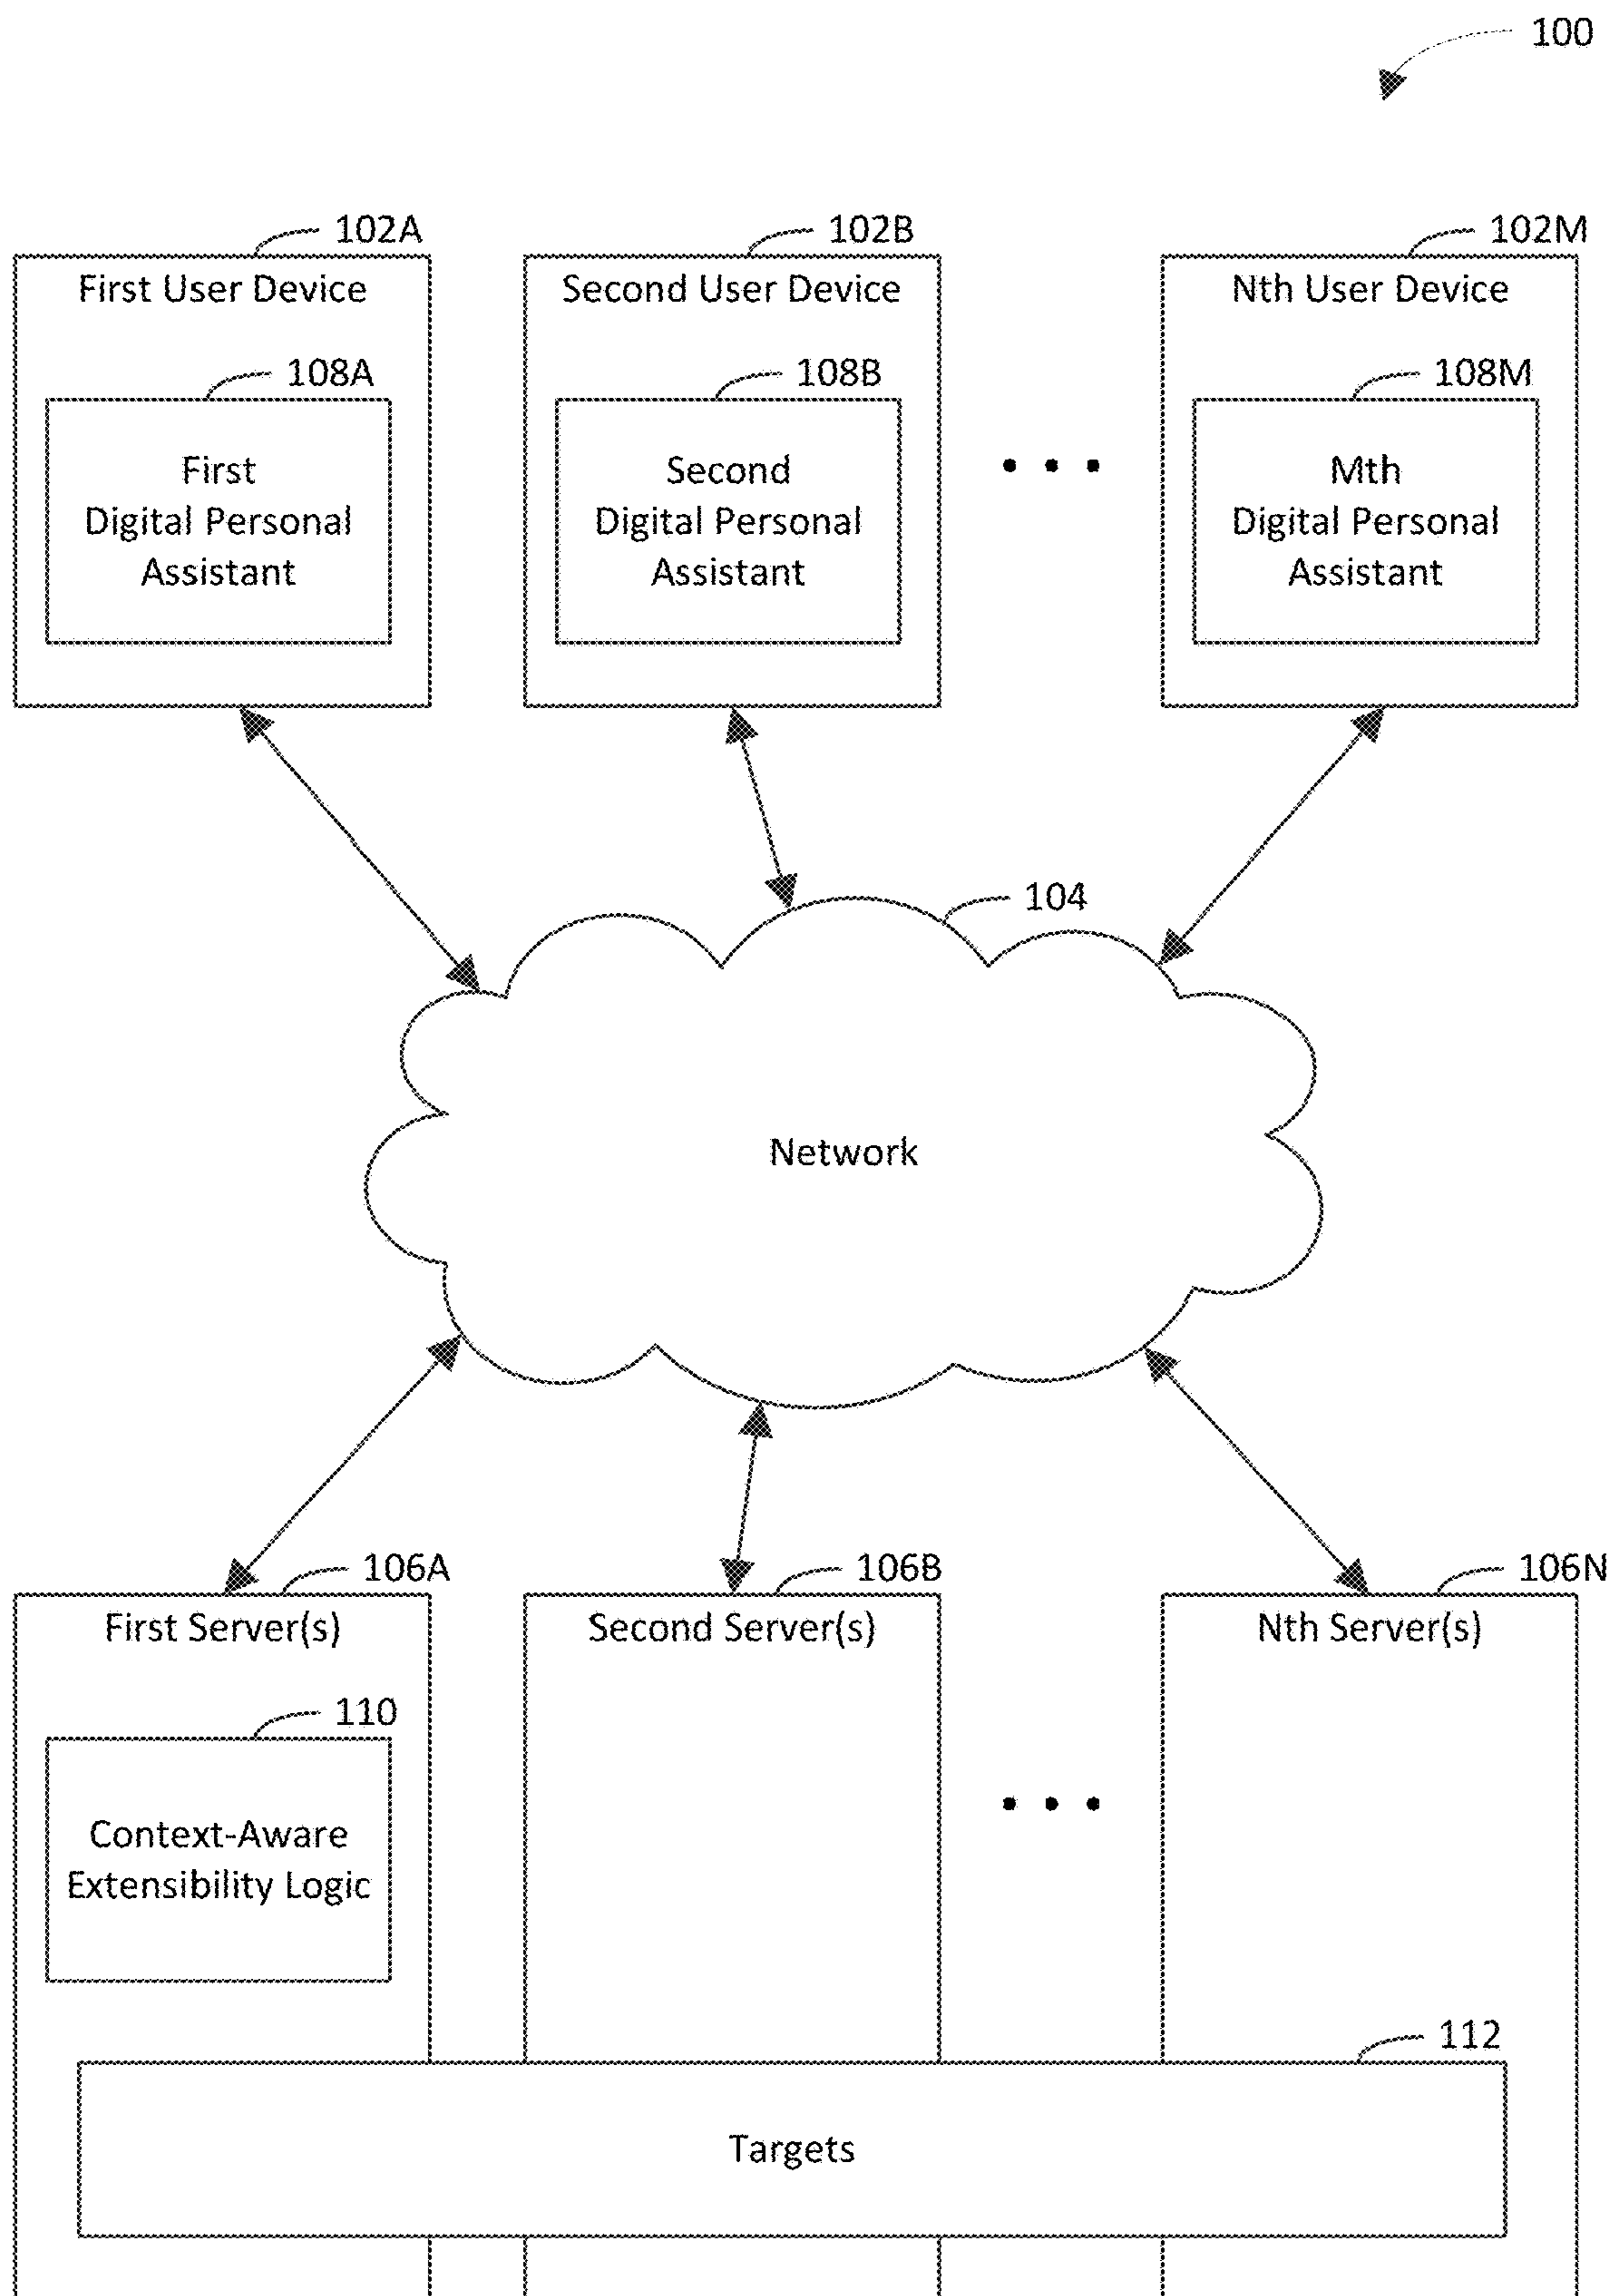 100
102A
102B
102M
First User Device
Second User Device
Nth User Device
108A
108B
108M
First
Digital Personal
Assistant
Second
Digital Personal
Assistant
Mth
Digital Personal
Assistant
104
Network
106A
106B
106N
First Server(s)
Second Server(s)
Nth Server(s)
110
Context-Aware
Extensibility Logic
112
Targets